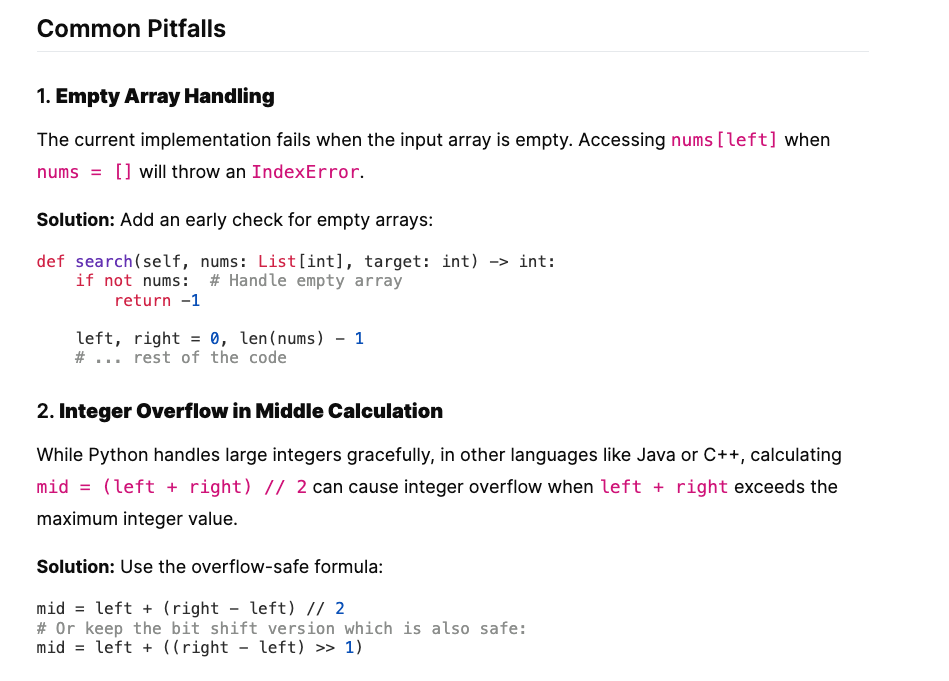 Common Pitfalls
1. Empty Array Handling
The current implementation fails when the input array is empty. Accessing nums[left] when
nums = [] will throw an IndexError.
Solution: Add an early check for empty arrays:
def search(self, nums: List[int], target: int) -> int:
    if not nums:  # Handle empty array
        return -1

    left, right = 0, len(nums) - 1
    # ... rest of the code
2. Integer Overflow in Middle Calculation
While Python handles large integers gracefully, in other languages like Java or C++, calculating
mid = (left + right) // 2 can cause integer overflow when left + right exceeds the
maximum integer value.
Solution: Use the overflow-safe formula:
mid = left + (right - left) // 2
# Or keep the bit shift version which is also safe:
mid = left + ((right - left) >> 1)